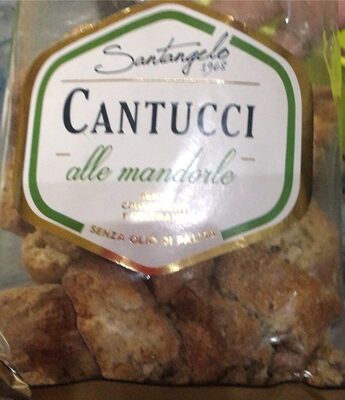 Santangelo
1968
CANTUCCI
alle mandorle
SENZA OLIO DI PALMA